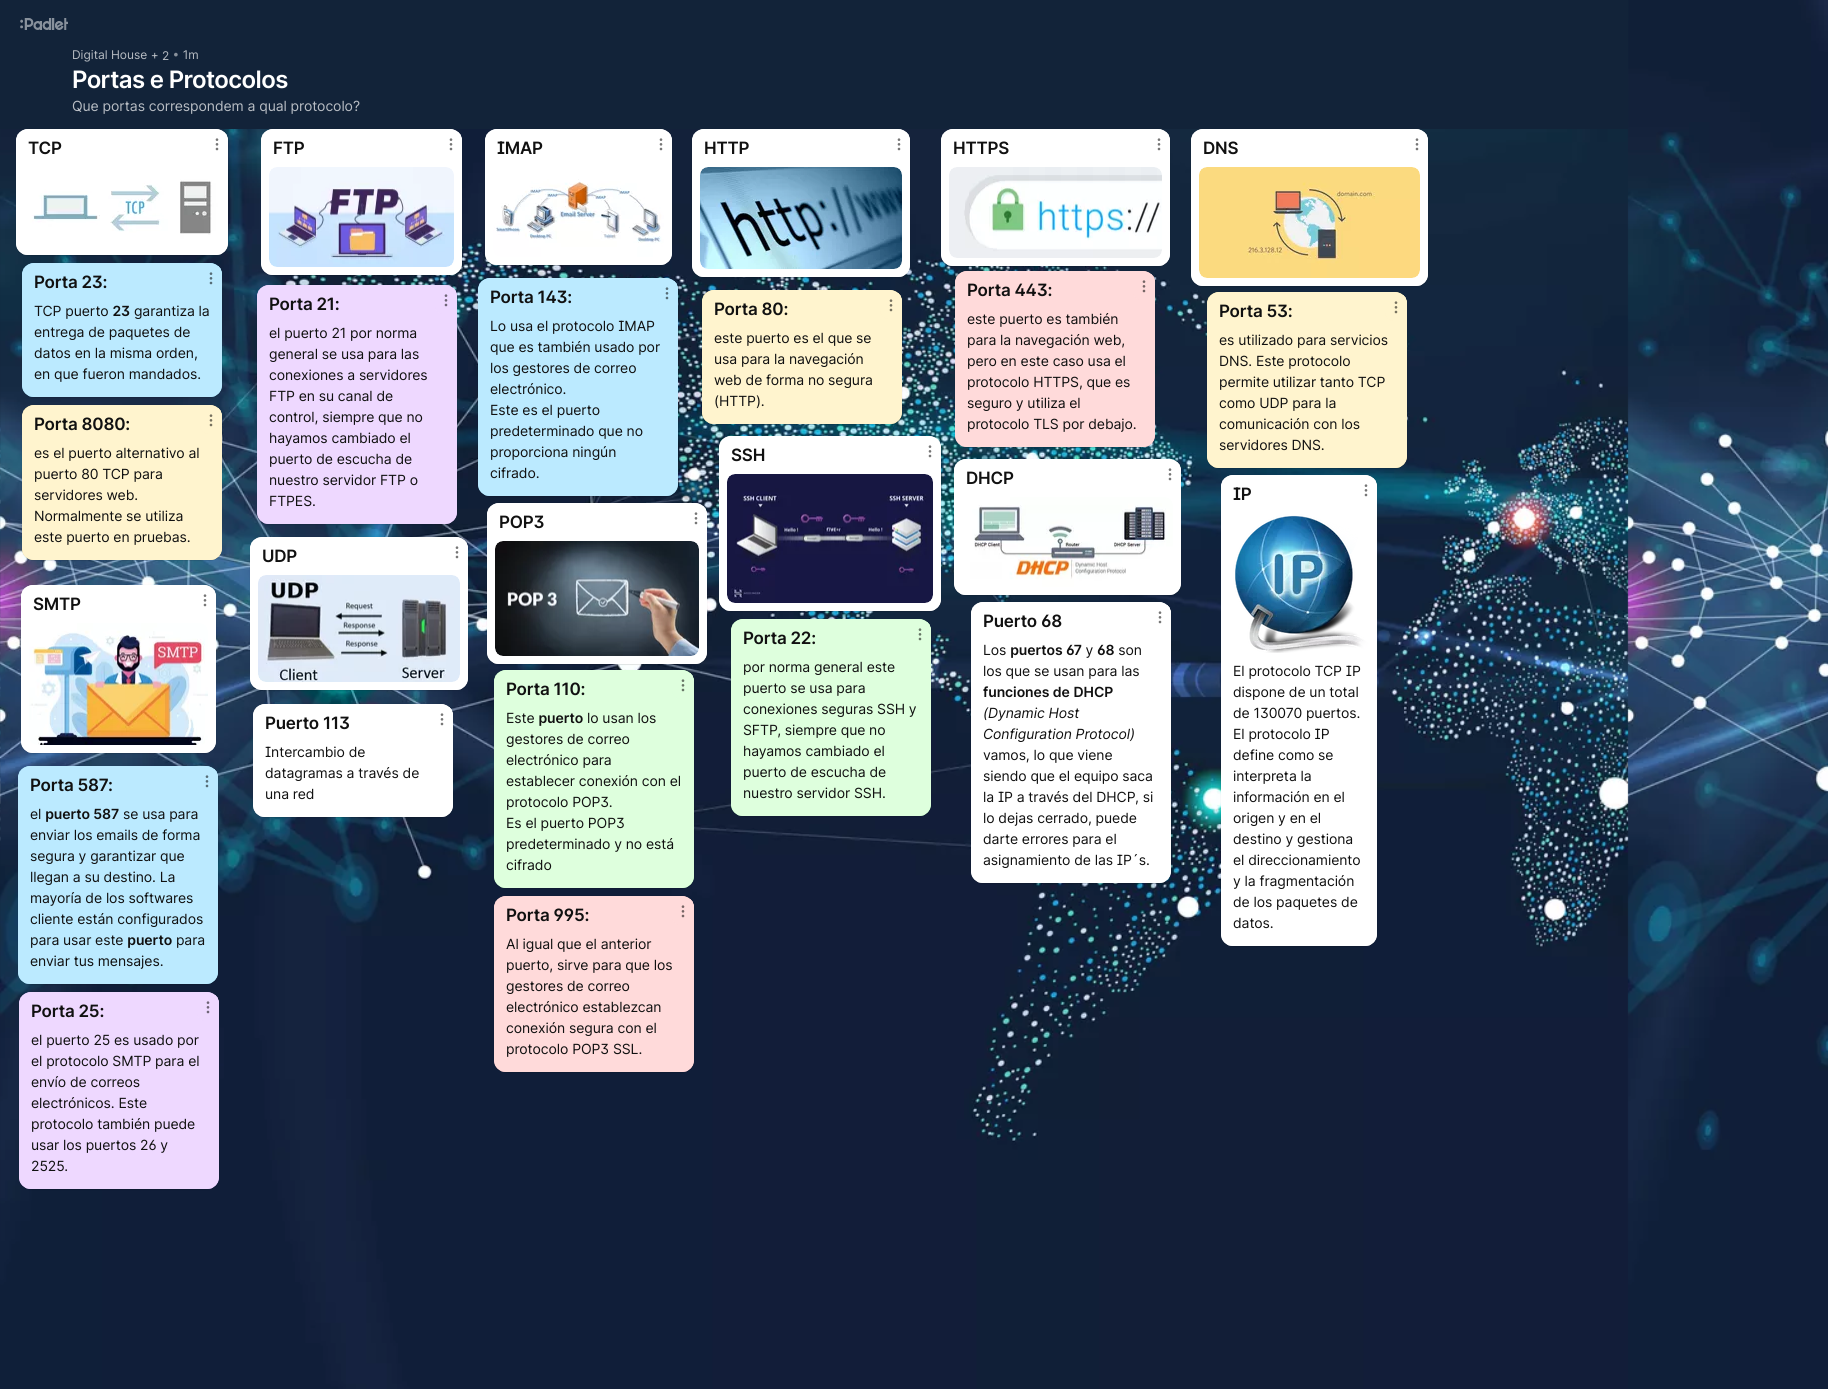 :Padlet
Digital House + 2 • 1m
Portas e Protocolos
Que portas correspondem a qual protocolo?
TCP
TCP
Porta 23:
TCP puerto 23 garantiza la
entrega de paquetes de
datos en la misma orden,
en que fueron mandados.
Porta 8080:
es el puerto alternativo al
puerto 80 TCP para
servidores web.
Normalmente se utiliza
este puerto en pruebas.
SMTP
SMTP
Porta 587:
el puerto 587 se usa para
enviar los emails de forma
segura y garantizar que
llegan a su destino. La
mayoría de los softwares
cliente están configurados
para usar este puerto para
enviar tus mensajes.
Porta 25:
el puerto 25 es usado por
el protocolo SMTP para el
envío de correos
electrónicos. Este
protocolo también puede
usar los puertos 26 y
2525.
FTP
FTP
Porta 21:
el puerto 21 por norma
general se usa para las
conexiones a servidores
FTP en su canal de
control, siempre que no
hayamos cambiado el
puerto de escucha de
nuestro servidor FTP o
FTPES.
UDP
UDP
Request
Response
Response
Client
Server
Puerto 113
Intercambio de
datagramas a través de
una red
IMAP
IMAP
IMAP
IMAP
IMAP
Email Server
Desktop PC
Tablet
Desktop PC
Porta 143:
Lo usa el protocolo IMAP
que es también usado por
los gestores de correo
electrónico.
Este es el puerto
predeterminado que no
proporciona ningún
cifrado.
POP3
POP 3
Porta 110:
Este puerto lo usan los
gestores de correo
electrónico para
establecer conexión con el
protocolo POP3.
Es el puerto POP3
predeterminado y no está
cifrado
Porta 995:
Al igual que el anterior
puerto, sirve para que los
gestores de correo
electrónico establezcan
conexión segura con el
protocolo POP3 SSL.
HTTP
http://www
Porta 80:
este puerto es el que se
usa para la navegación
web de forma no segura
(HTTP).
SSH
SSH CLIENT
SSH SERVER
Hello !
Hello !
Porta 22:
por norma general este
puerto se usa para
conexiones seguras SSH y
SFTP, siempre que no
hayamos cambiado el
puerto de escucha de
nuestro servidor SSH.
HTTPS
https://
Porta 443:
este puerto es también
para la navegación web,
pero en este caso usa el
protocolo HTTPS, que es
seguro y utiliza el
protocolo TLS por debajo.
DHCP
DHCP Client
Router
DHCP Server
DHCP
Dynamic Host
Configuration Protocol
Puerto 68
Los puertos 67 y 68 son
los que se usan para las
funciones de DHCP
(Dynamic Host
Configuration Protocol)
vamos, lo que viene
siendo que el equipo saca
la IP a través del DHCP, si
lo dejas cerrado, puede
darte errores para el
asignamiento de las IP´s.
DNS
domain.com
216.3.128.12
Porta 53:
es utilizado para servicios
DNS. Este protocolo
permite utilizar tanto TCP
como UDP para la
comunicación con los
servidores DNS.
IP
IP
El protocolo TCP IP
dispone de un total
de 130070 puertos.
El protocolo IP
define como se
interpreta la
información en el
origen y en el
destino y gestiona
el direccionamiento
y la fragmentación
de los paquetes de
datos.